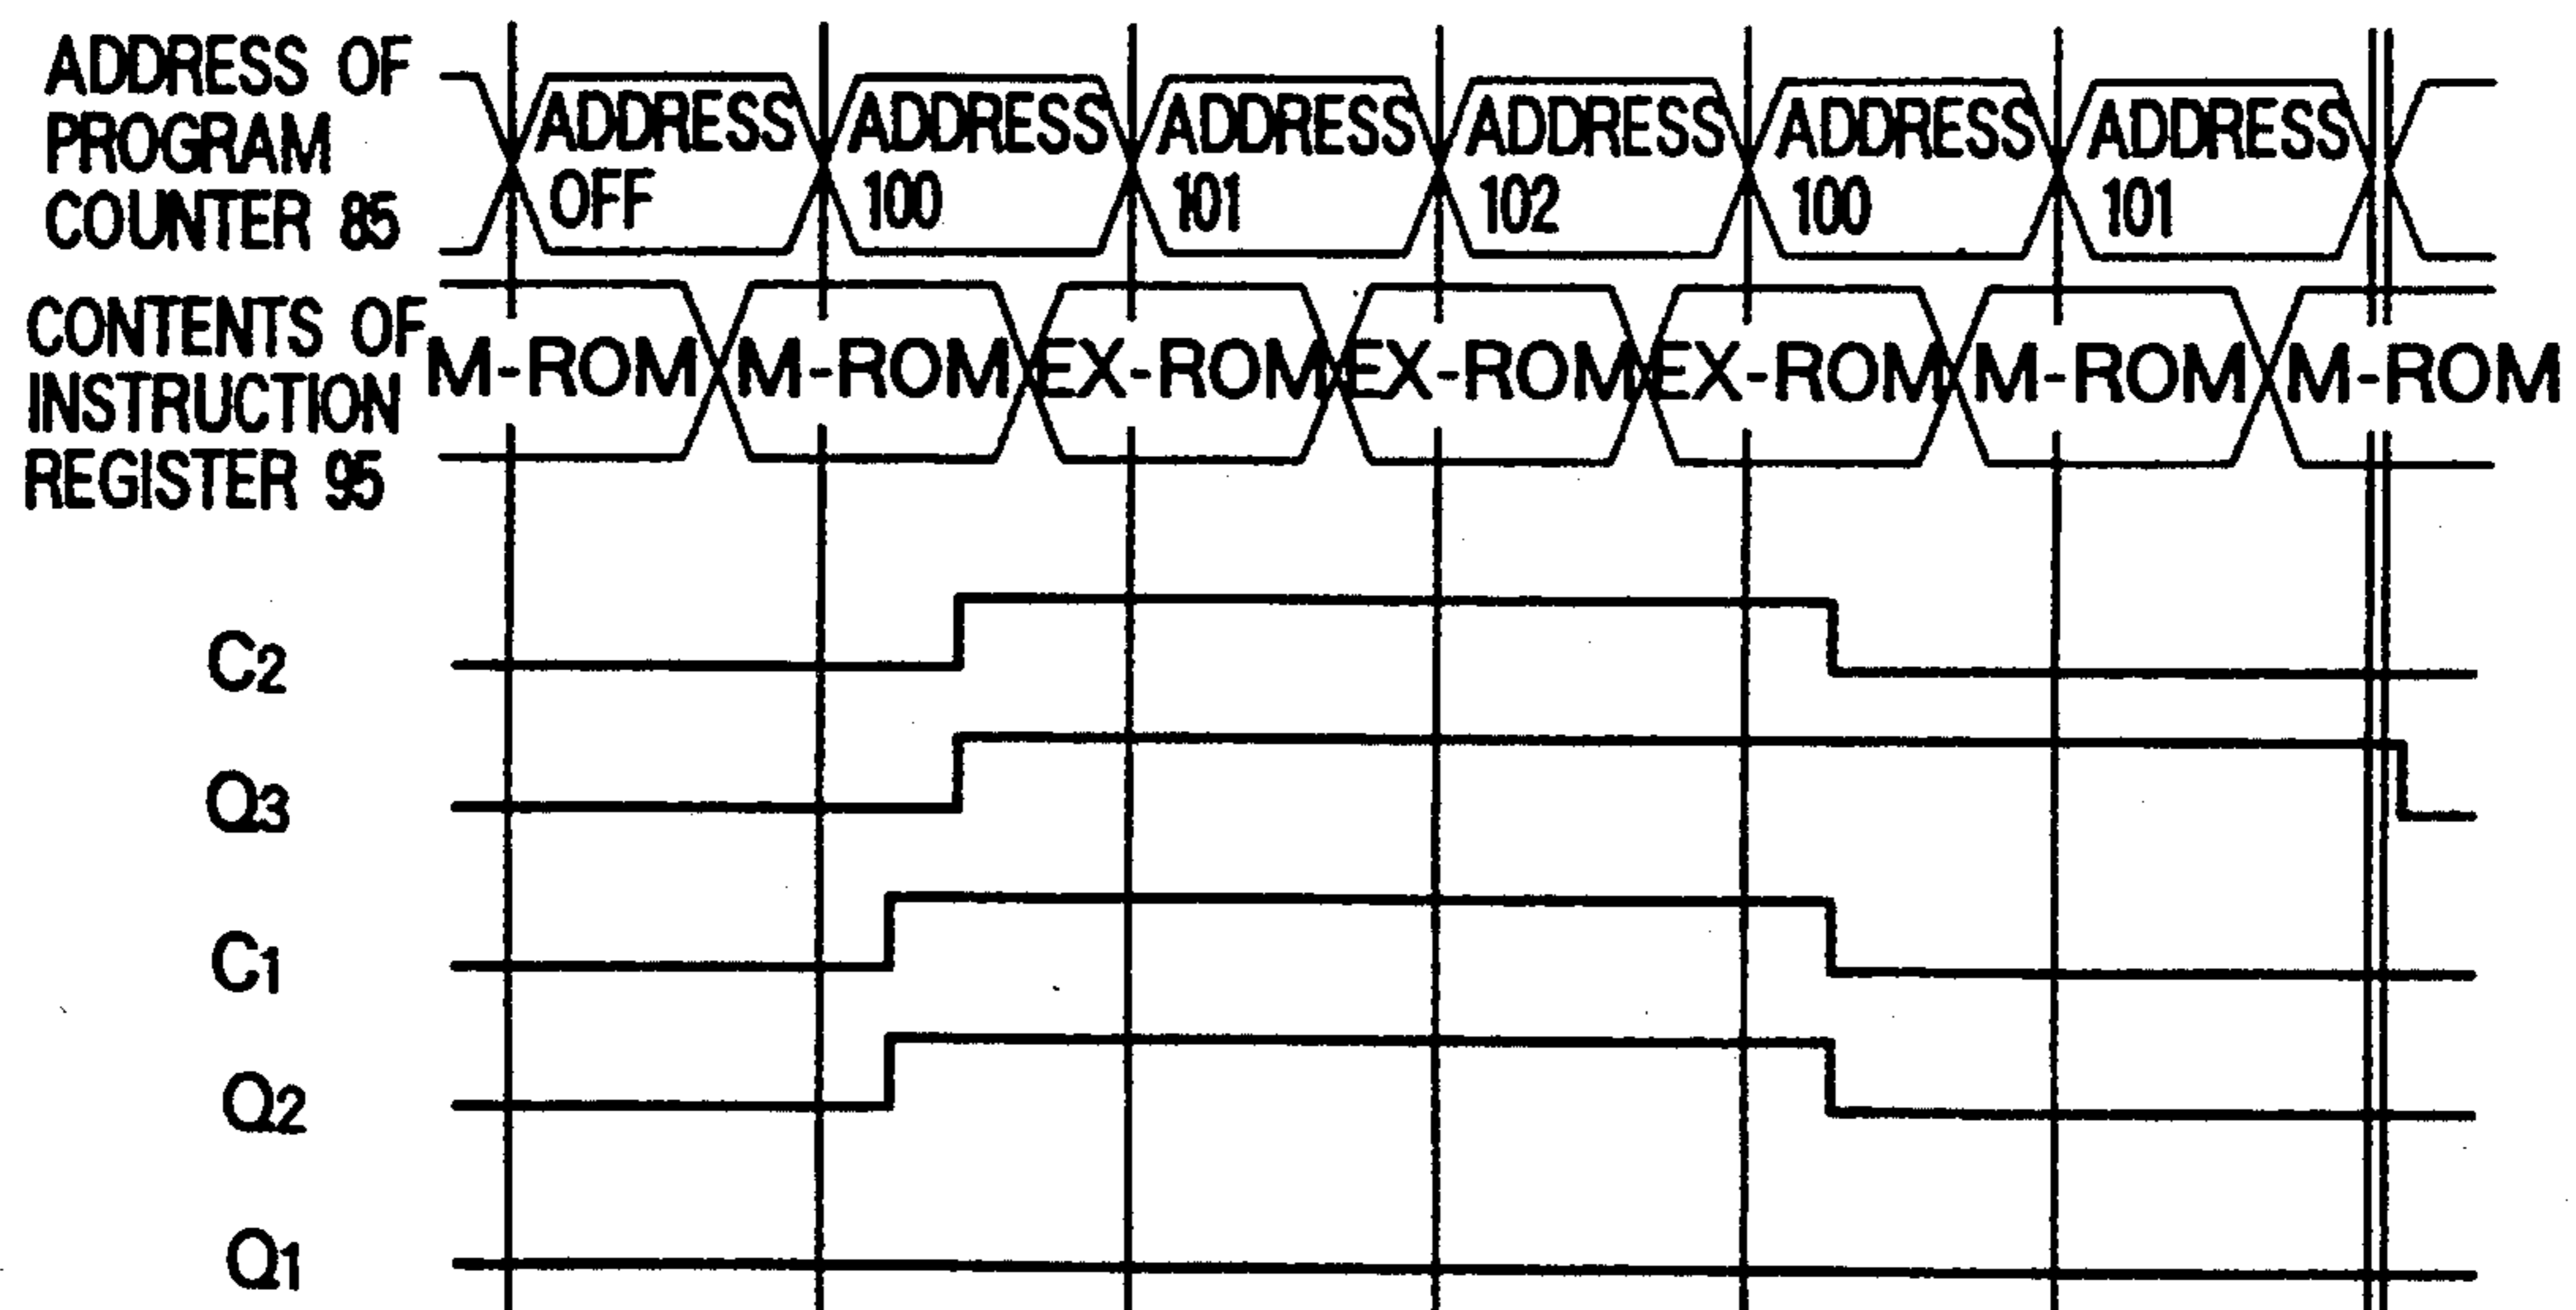 ADDRESS OF
PROGRAM
COUNTER 85
ADDRESS OFF
ADDRESS 100
ADDRESS 101
ADDRESS 102
ADDRESS 100
ADDRESS 101
CONTENTS OF
INSTRUCTION
REGISTER 95
M-ROM M-ROM EX-ROM EX-ROM EX-ROM M-ROM M-ROM
C2
Q3
C1
Q2
Q1